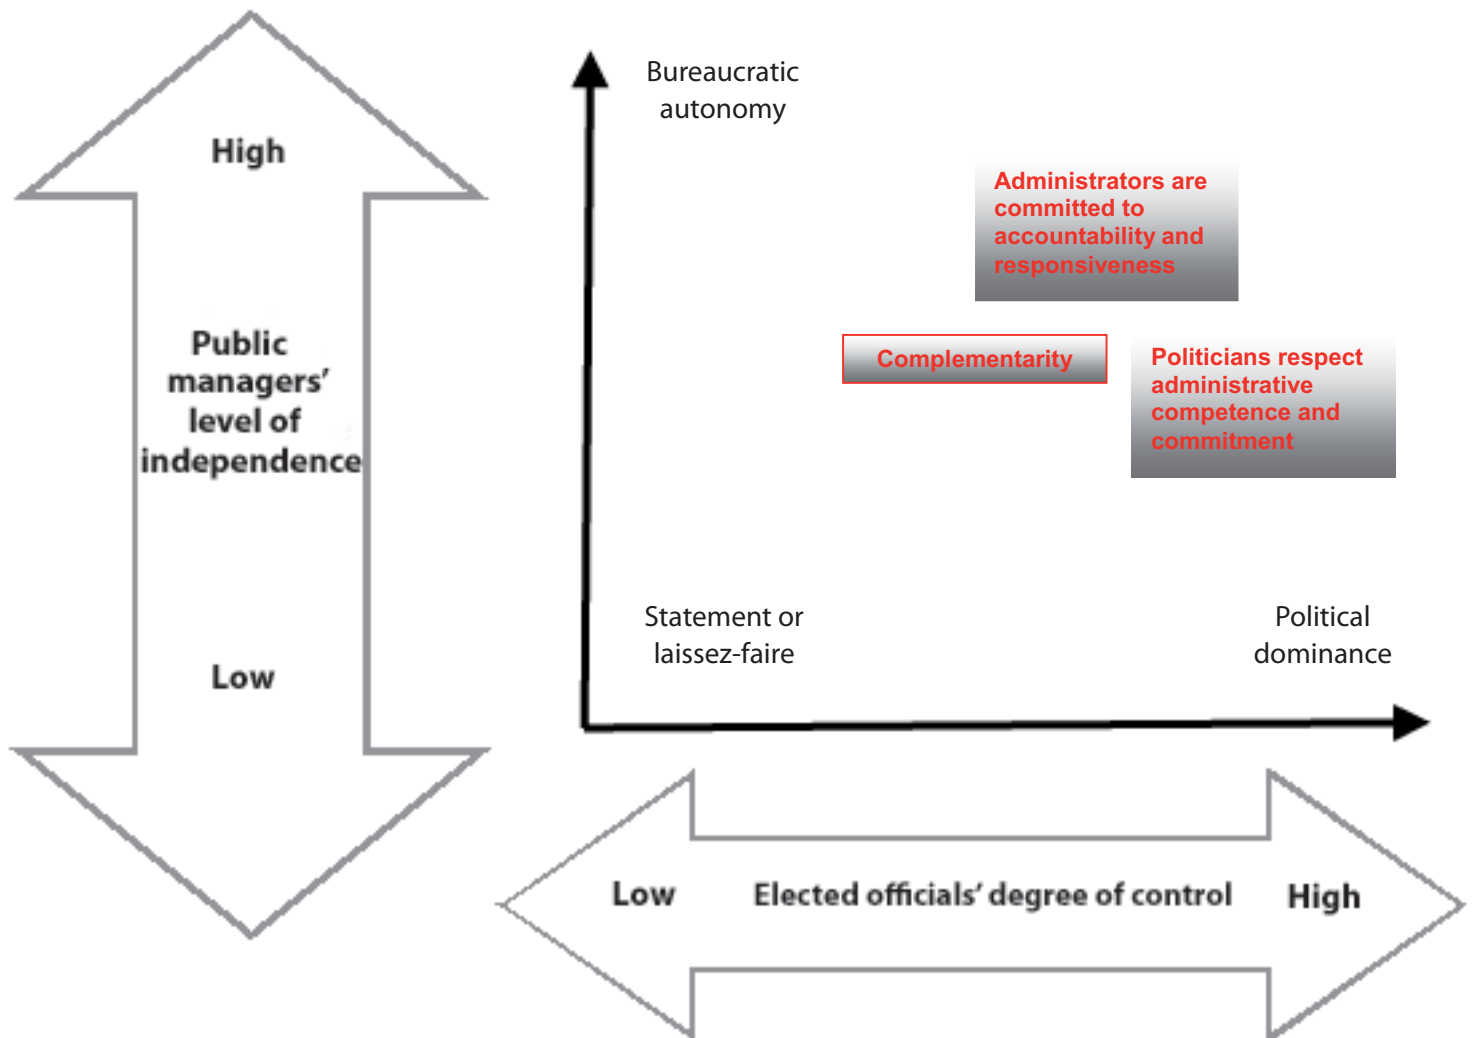 High
Public
managers'
level of
independence
Low
Bureaucratic
autonomy
Administrators are
committed to
accountability and
responsiveness
Complementarity
Politicians respect
administrative
competence and
commitment
Statement or
laissez-faire
Political
dominance
Low
Elected officials' degree of control
High